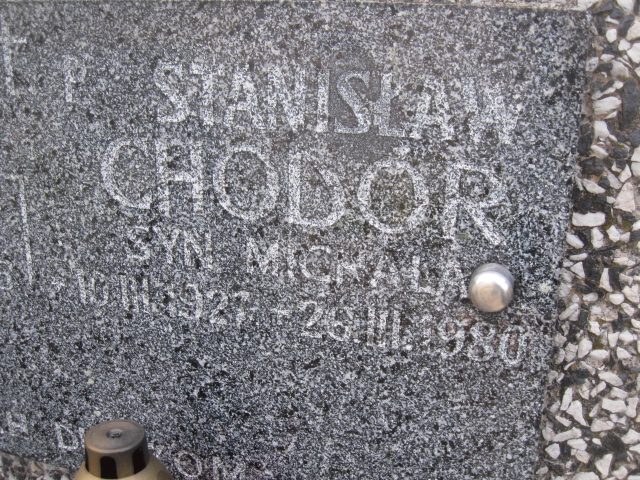 P STANISŁAW
CHODÓR
SYN MICHAŁA
10.III.1927 - 26.III.1980